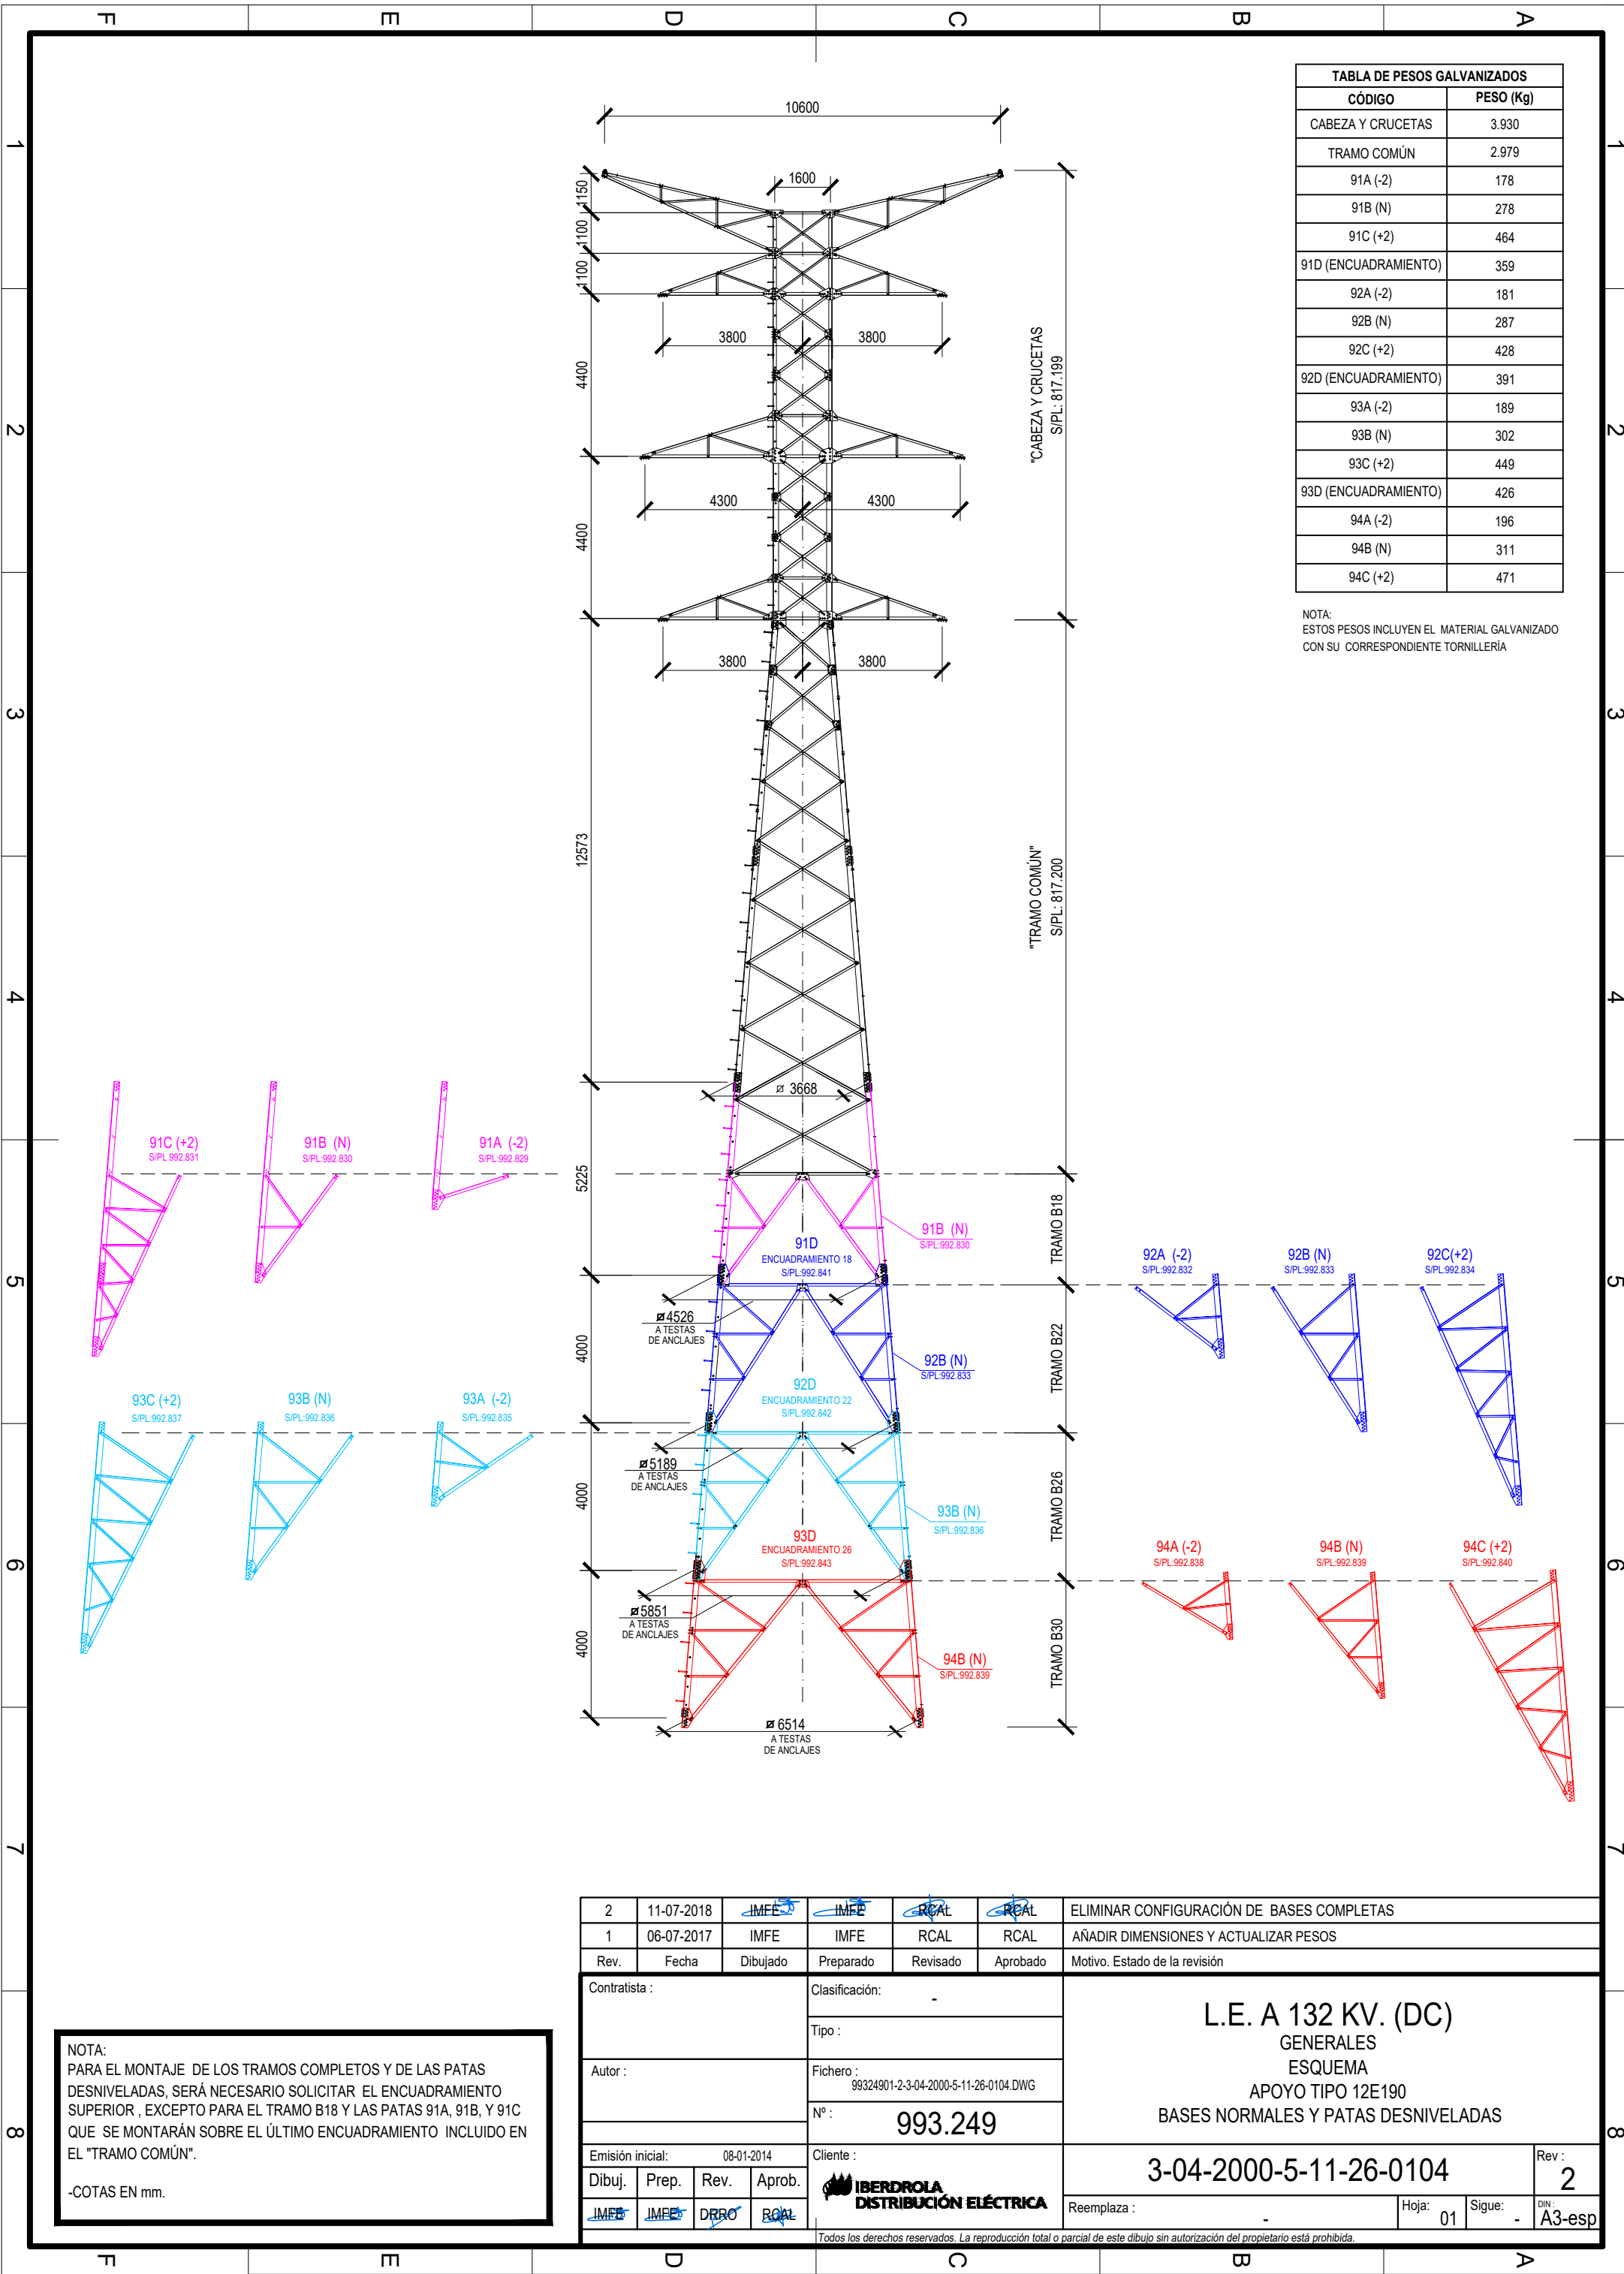 F E D C B A
1
2
3
4
5
6
7
8
1
2
3
4
5
6
7
8
TABLA DE PESOS GALVANIZADOS
CÓDIGO PESO (Kg)
CABEZA Y CRUCETAS 3.930
TRAMO COMÚN 2.979
91A (-2) 178
91B (N) 278
91C (+2) 464
91D (ENCUADRAMIENTO) 359
92A (-2) 181
92B (N) 287
92C (+2) 428
92D (ENCUADRAMIENTO) 391
93A (-2) 189
93B (N) 302
93C (+2) 449
93D (ENCUADRAMIENTO) 426
94A (-2) 196
94B (N) 311
94C (+2) 471
NOTA:
ESTOS PESOS INCLUYEN EL MATERIAL GALVANIZADO
CON SU CORRESPONDIENTE TORNILLERÍA
10600
1600
1150
1100
1100
4400
4400
12573
5225
4000
4000
4000
3800 3800
4300 4300
3800 3800
"CABEZA Y CRUCETAS
S/PL: 817.199
"TRAMO COMÚN"
S/PL: 817.200
TRAMO B18
TRAMO B22
TRAMO B26
TRAMO B30
3668
91C (+2)
S/PL:992.831
91B (N)
S/PL:992.830
91A (-2)
S/PL:992.829
91B (N)
S/PL:992.830
91D
ENCUADRAMIENTO 18
S/PL:992.841
4526
A TESTAS
DE ANCLAJES
92B (N)
S/PL:992.833
92A (-2)
S/PL:992.832
92B (N)
S/PL:992.833
92C(+2)
S/PL:992.834
92D
ENCUADRAMIENTO 22
S/PL:992.842
93C (+2)
S/PL:992.837
93B (N)
S/PL:992.836
93A (-2)
S/PL:992.835
5189
A TESTAS
DE ANCLAJES
93B (N)
S/PL:992.836
93D
ENCUADRAMIENTO 26
S/PL:992.843
94A (-2)
S/PL:992.838
94B (N)
S/PL:992.839
94C (+2)
S/PL:992.840
5851
A TESTAS
DE ANCLAJES
94B (N)
S/PL:992.839
6514
A TESTAS
DE ANCLAJES
2 11-07-2018 IMFE IMFE RCAL RCAL ELIMINAR CONFIGURACIÓN DE BASES COMPLETAS
1 06-07-2017 IMFE IMFE RCAL RCAL AÑADIR DIMENSIONES Y ACTUALIZAR PESOS
Rev. Fecha Dibujado Preparado Revisado Aprobado Motivo. Estado de la revisión
Contratista :
Clasificación: -
Tipo :
Autor :
Fichero :
99324901-2-3-04-2000-5-11-26-0104.DWG
Nº : 993.249
Emisión inicial: 08-01-2014
Dibuj. Prep. Rev. Aprob.
IMFE IMFE DRRO RCAL
Cliente :
IBERDROLA
DISTRIBUCIÓN ELÉCTRICA
L.E. A 132 KV. (DC)
GENERALES
ESQUEMA
APOYO TIPO 12E190
BASES NORMALES Y PATAS DESNIVELADAS
3-04-2000-5-11-26-0104
Rev : 2
Reemplaza : -
Hoja: 01
Sigue: -
DIN : A3-esp
Todos los derechos reservados. La reproducción total o parcial de este dibujo sin autorización del propietario está prohibida.
NOTA:
PARA EL MONTAJE DE LOS TRAMOS COMPLETOS Y DE LAS PATAS
DESNIVELADAS, SERÁ NECESARIO SOLICITAR EL ENCUADRAMIENTO
SUPERIOR , EXCEPTO PARA EL TRAMO B18 Y LAS PATAS 91A, 91B, Y 91C
QUE SE MONTARÁN SOBRE EL ÚLTIMO ENCUADRAMIENTO INCLUIDO EN
EL "TRAMO COMÚN".
-COTAS EN mm.
F E D C B A